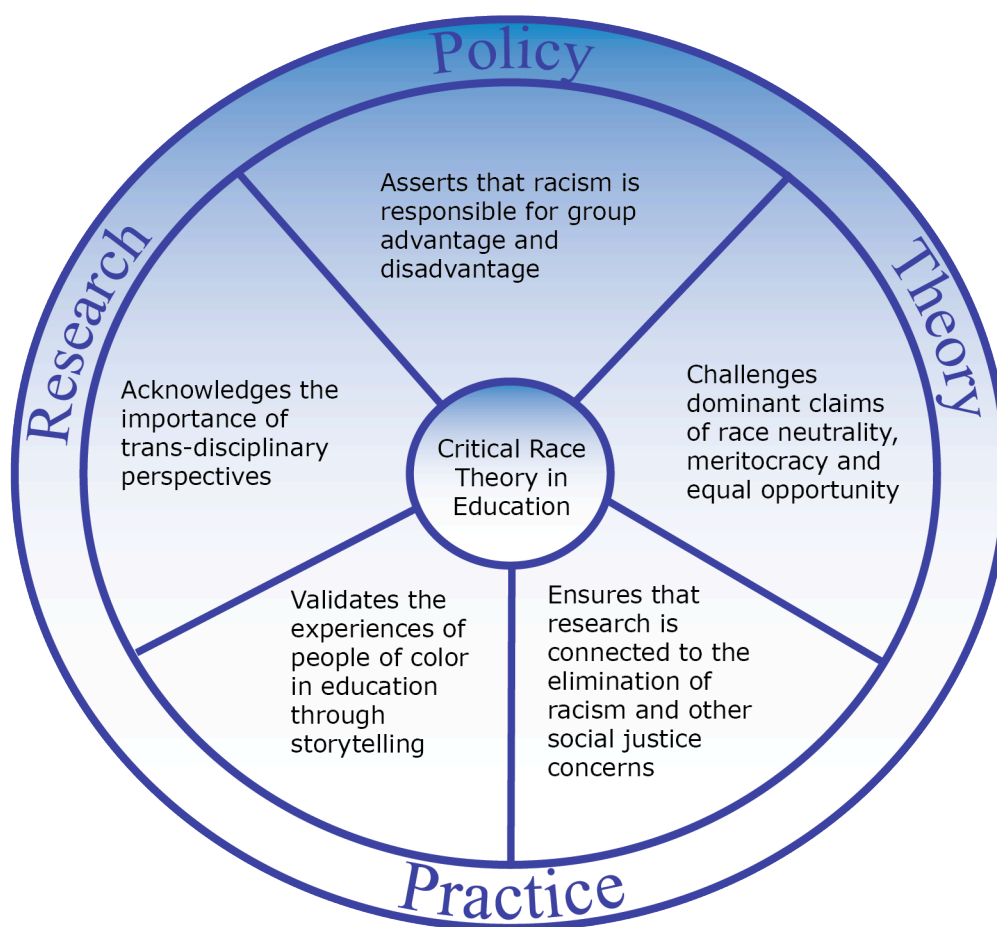 Policy
Theory
Practice
Research
Asserts that racism is
responsible for group
advantage and
disadvantage
Challenges
dominant claims
of race neutrality,
meritocracy and
equal opportunity
Ensures that
research is
connected to the
elimination of
racism and other
social justice
concerns
Validates the
experiences of
people of color
in education
through
storytelling
Acknowledges the
importance of
trans-disciplinary
perspectives
Critical Race
Theory in
Education